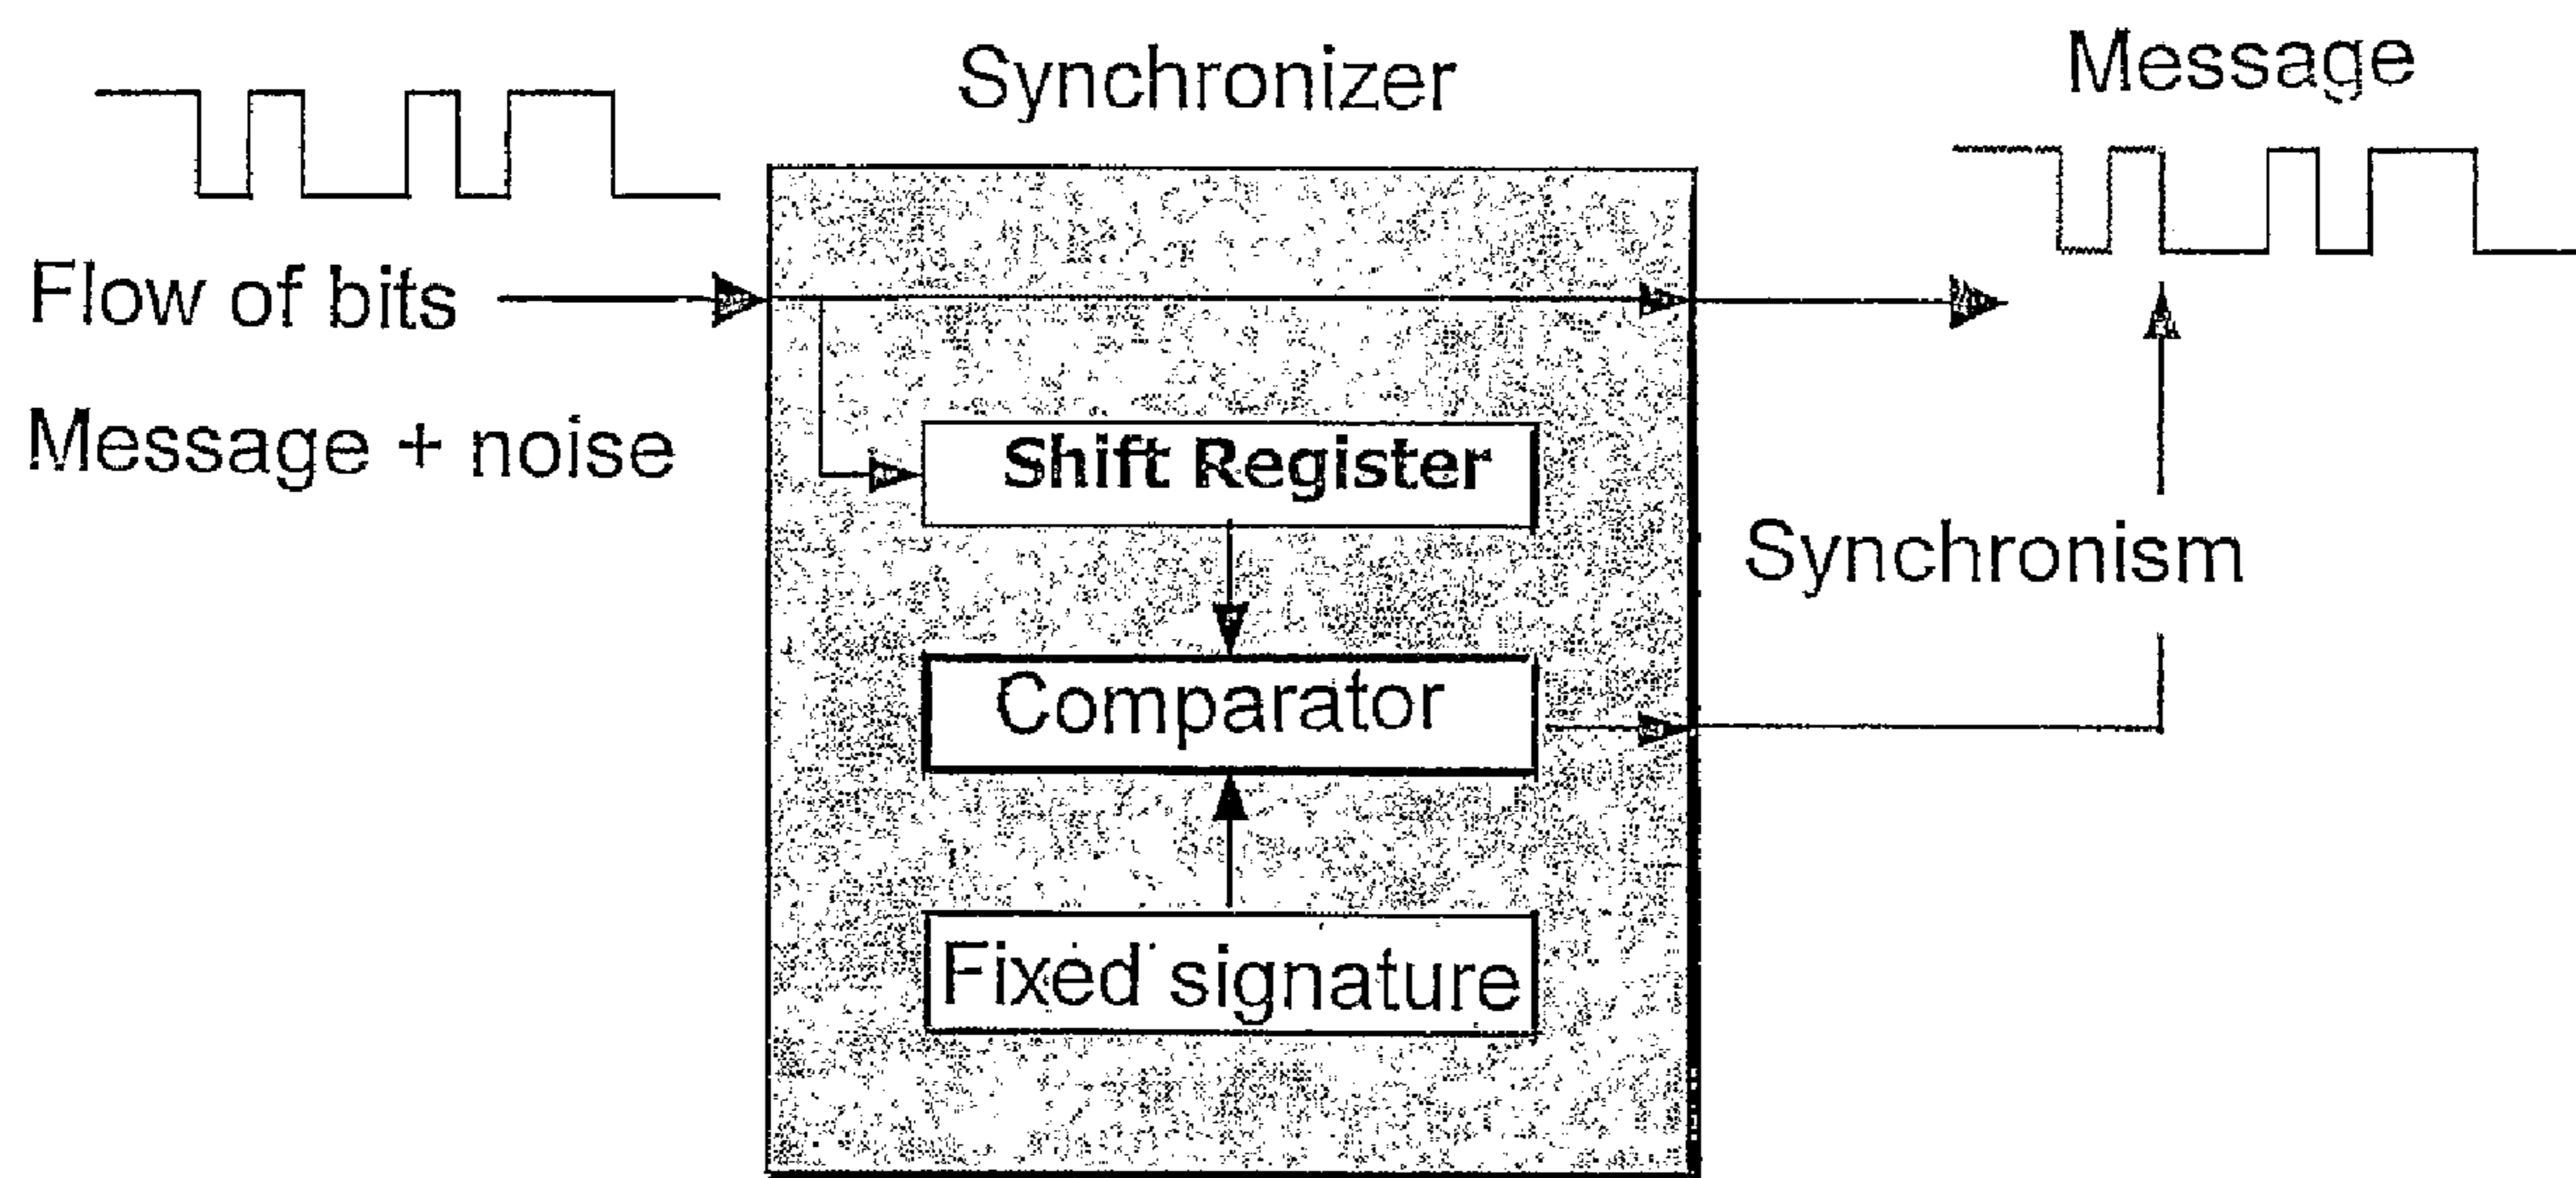 Synchronizer
Message
Flow of bits
Message + noise
Shift Register
Synchronism
Comparator
Fixed signature